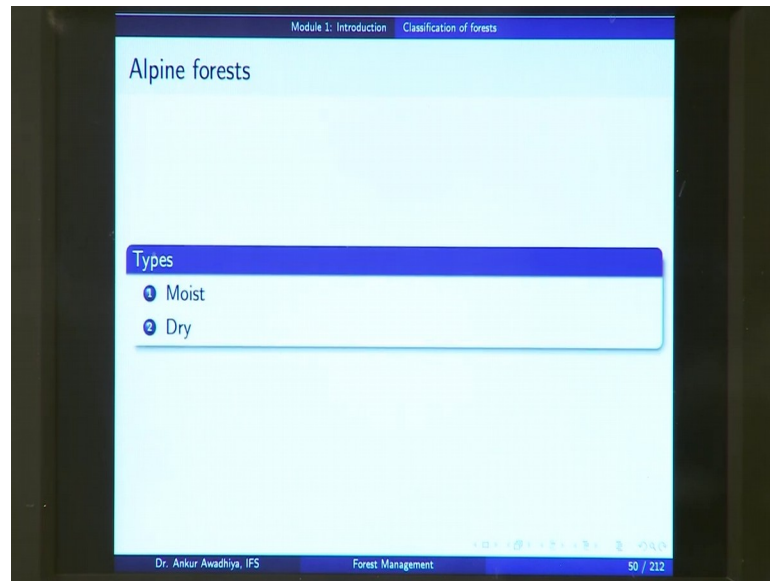 Module 1: Introduction Classification of forests
Alpine forests
Types
1 Moist
2 Dry
Dr. Ankur Awadhiya, IFS Forest Management 50 / 212